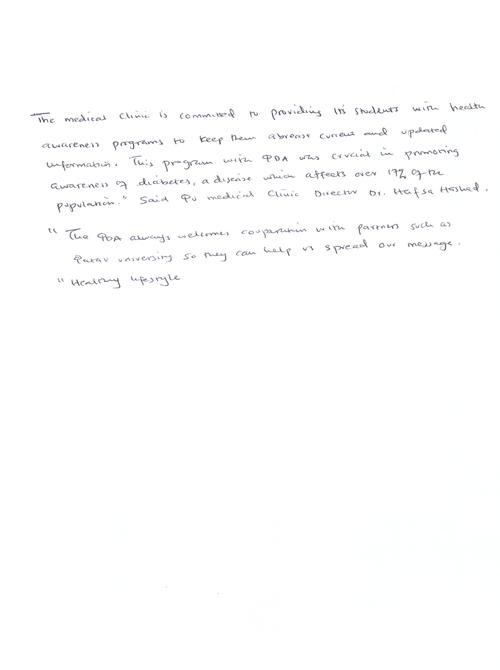 The medical Clinic is committed to providing its students with health
awareness programs to keep them abreast current and updated
information. This program with QDA was crucial in promoting
awareness of diabetes, a disease which affects over 17% of the
population." Said QU medical Clinic Director Dr. Hafsa Hashad.
" The QDA always welcomes cooperation with partners such as
Qatar university so they can help us spread our message.
" Healthy lifestyle